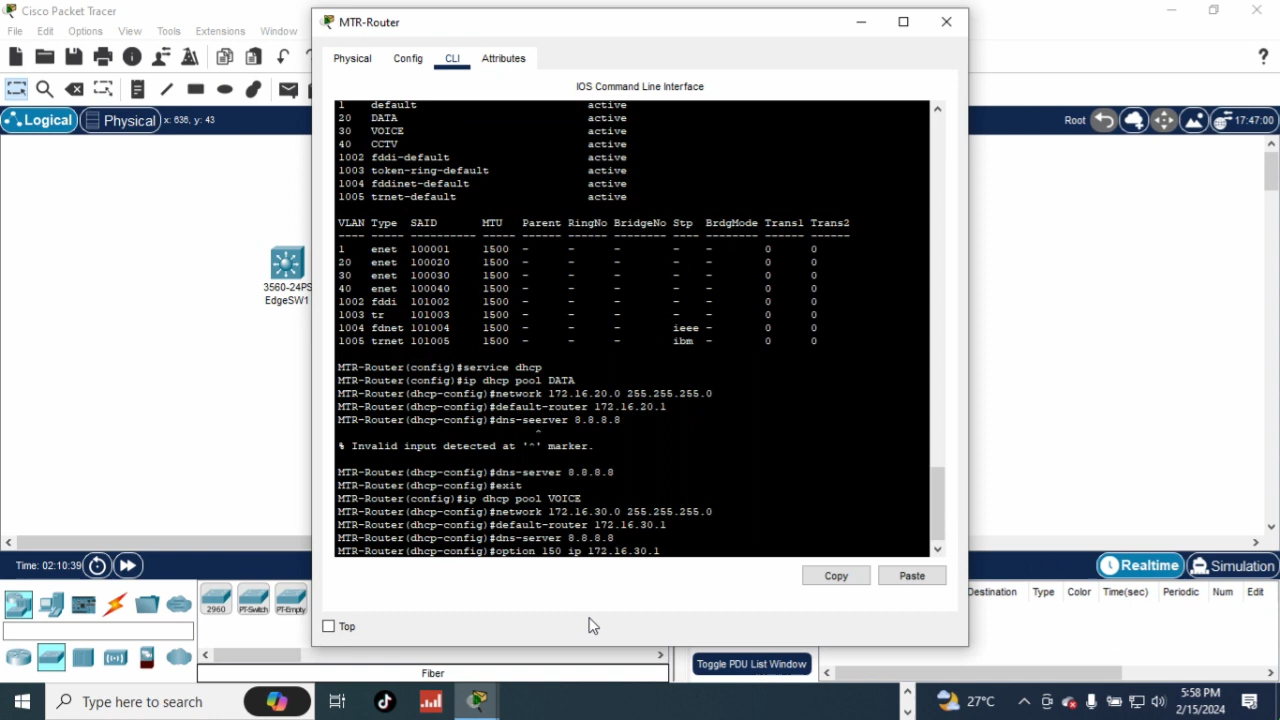 Cisco Packet Tracer
File Edit Options View Tools Extensions Window
MTR-Router
Physical Config CLI Attributes
IOS Command Line Interface
?
Logical Physical x: 636, y: 43
Root 17:47:00
1 default active
20 DATA active
30 VOICE active
40 CCTV active
1002 fddi-default active
1003 token-ring-default active
1004 fddinet-default active
1005 trnet-default active
VLAN Type SAID MTU Parent RingNo BridgeNo Stp BrdgMode Trans1 Trans2
---- ----- ---------- ----- ------ ------ -------- ---- -------- ------ ------
1 enet 100001 1500 - - - - - 0 0
20 enet 100020 1500 - - - - - 0 0
30 enet 100030 1500 - - - - - 0 0
40 enet 100040 1500 - - - - - 0 0
1002 fddi 101002 1500 - - - - - 0 0
1003 tr 101003 1500 - - - - - 0 0
1004 fdnet 101004 1500 - - - ieee - 0 0
1005 trnet 101005 1500 - - - ibm - 0 0
MTR-Router(config)#service dhcp
MTR-Router(config)#ip dhcp pool DATA
MTR-Router(dhcp-config)#network 172.16.20.0 255.255.255.0
MTR-Router(dhcp-config)#default-router 172.16.20.1
MTR-Router(dhcp-config)#dns-seerver 8.8.8.8
^
% Invalid input detected at '^' marker.
MTR-Router(dhcp-config)#dns-server 8.8.8.8
MTR-Router(dhcp-config)#exit
MTR-Router(config)#ip dhcp pool VOICE
MTR-Router(dhcp-config)#network 172.16.30.0 255.255.255.0
MTR-Router(dhcp-config)#default-router 172.16.30.1
MTR-Router(dhcp-config)#dns-server 8.8.8.8
MTR-Router(dhcp-config)#option 150 ip 172.16.30.1
3560-24PS
EdgeSW1
Copy Paste
Top
Time: 02:10:39
Realtime Simulation
2960 PT-Switch PT-Empty
Destination Type Color Time(sec) Periodic Num Edit
Fiber
Toggle PDU List Window
Type here to search
27°C
5:58 PM
2/15/2024